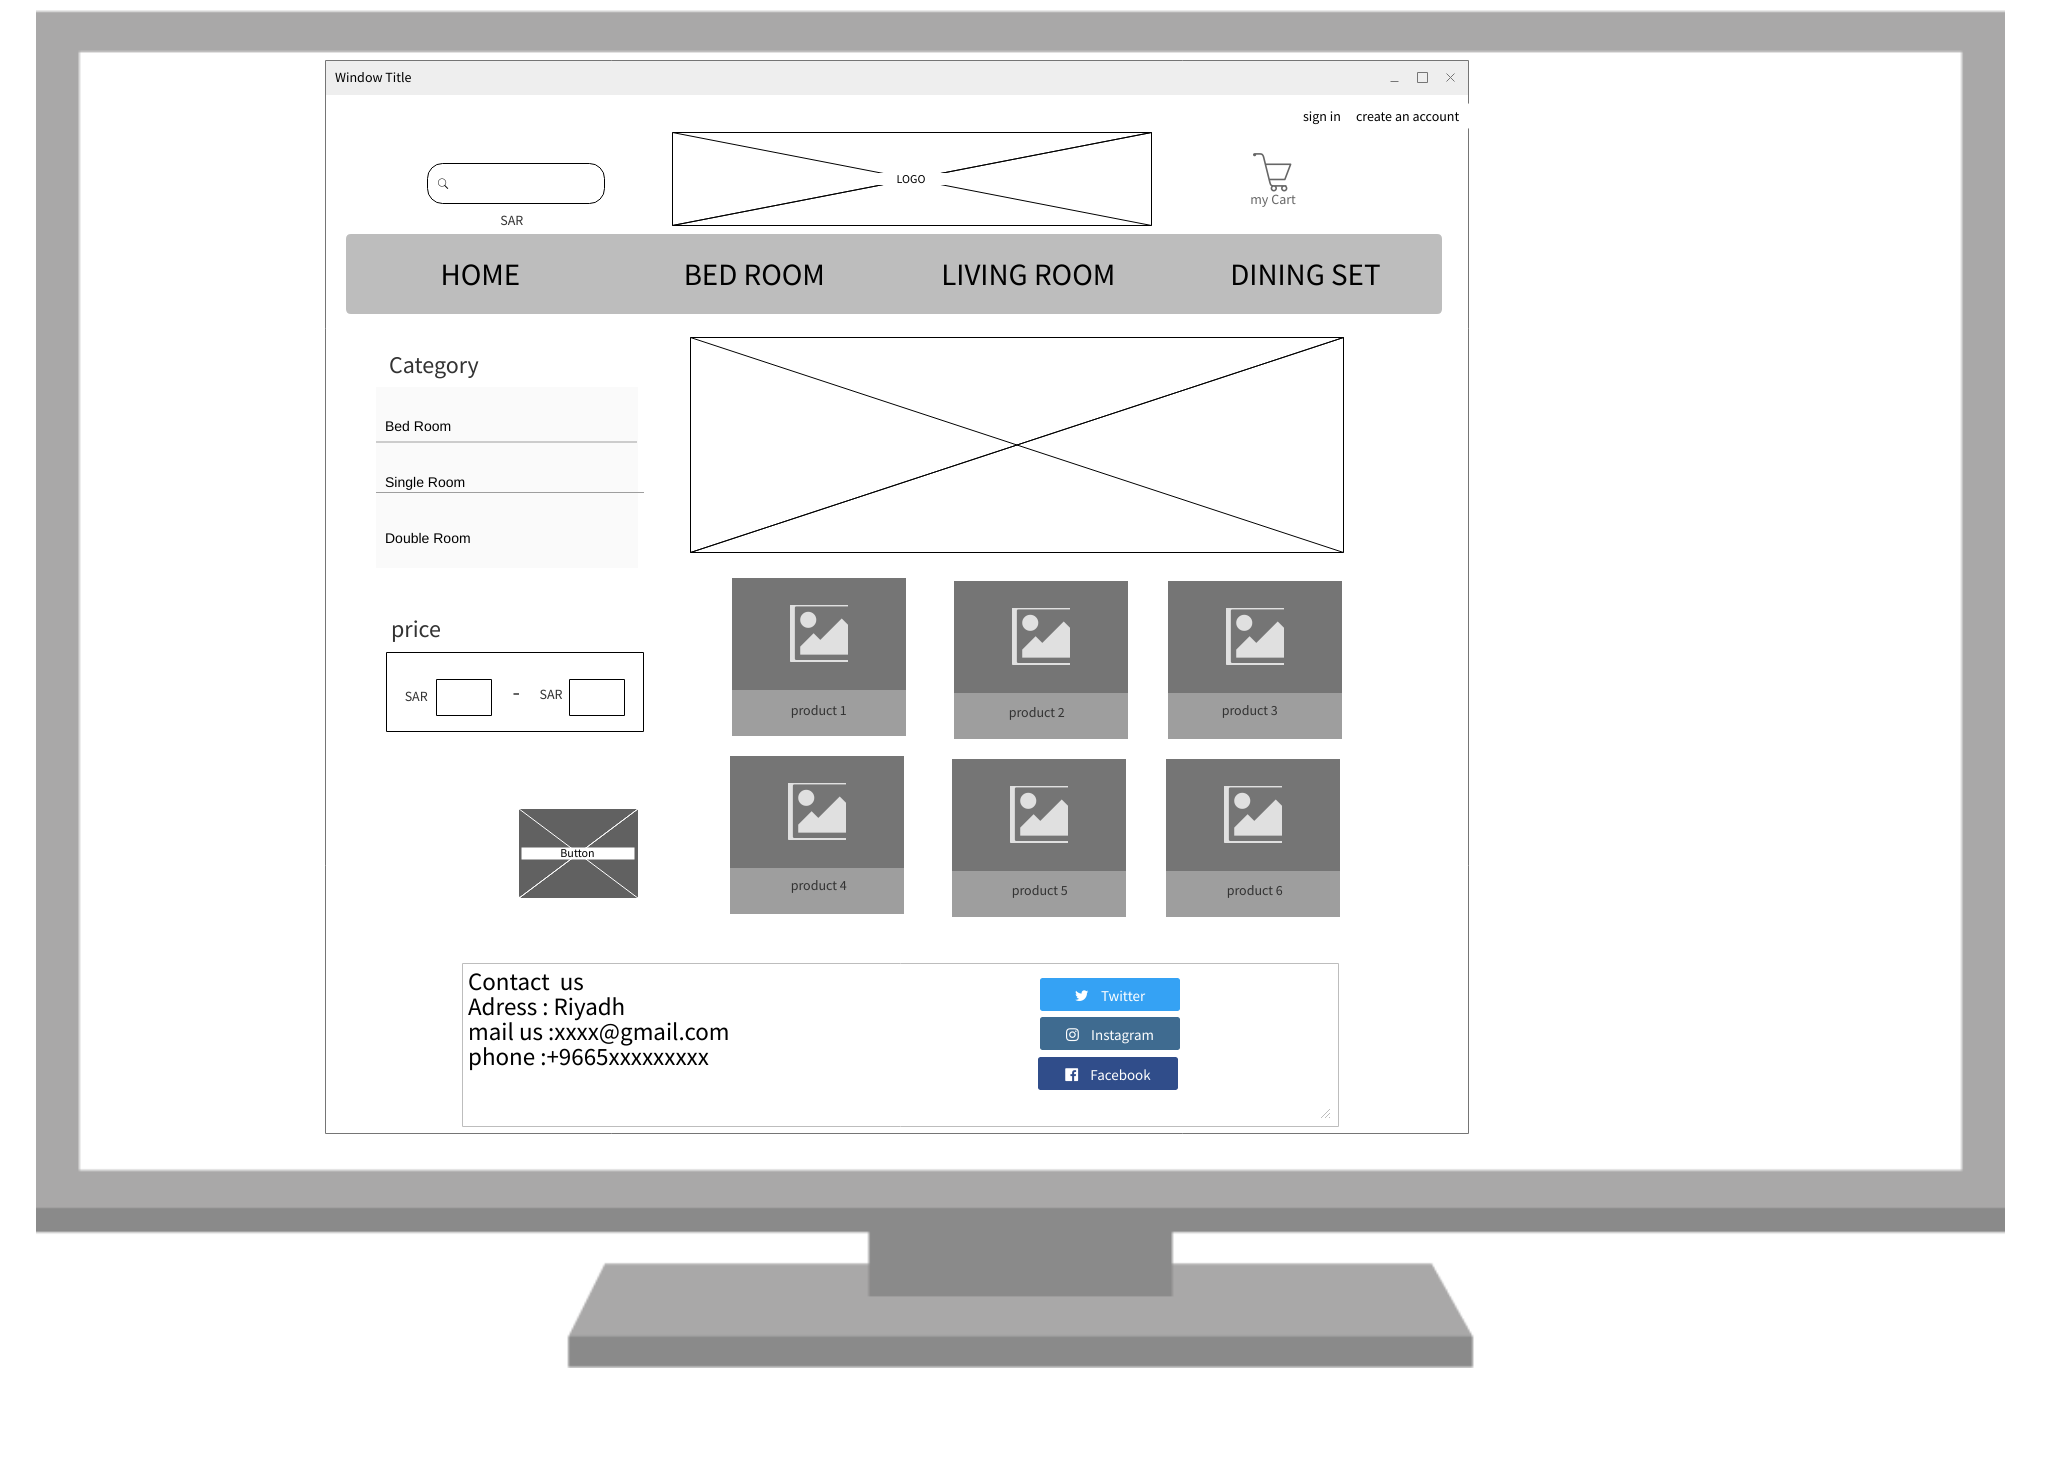 Window Title
sign in create an account
LOGO
SAR
my Cart
HOME BED ROOM LIVING ROOM DINING SET
Category
Bed Room
Single Room
Double Room
price
SAR - SAR
Button
product 1
product 2
product 3
product 4
product 5
product 6
Contact us
Adress : Riyadh
mail us :xxxx@gmail.com
phone :+9665xxxxxxxxx
Twitter
Instagram
Facebook